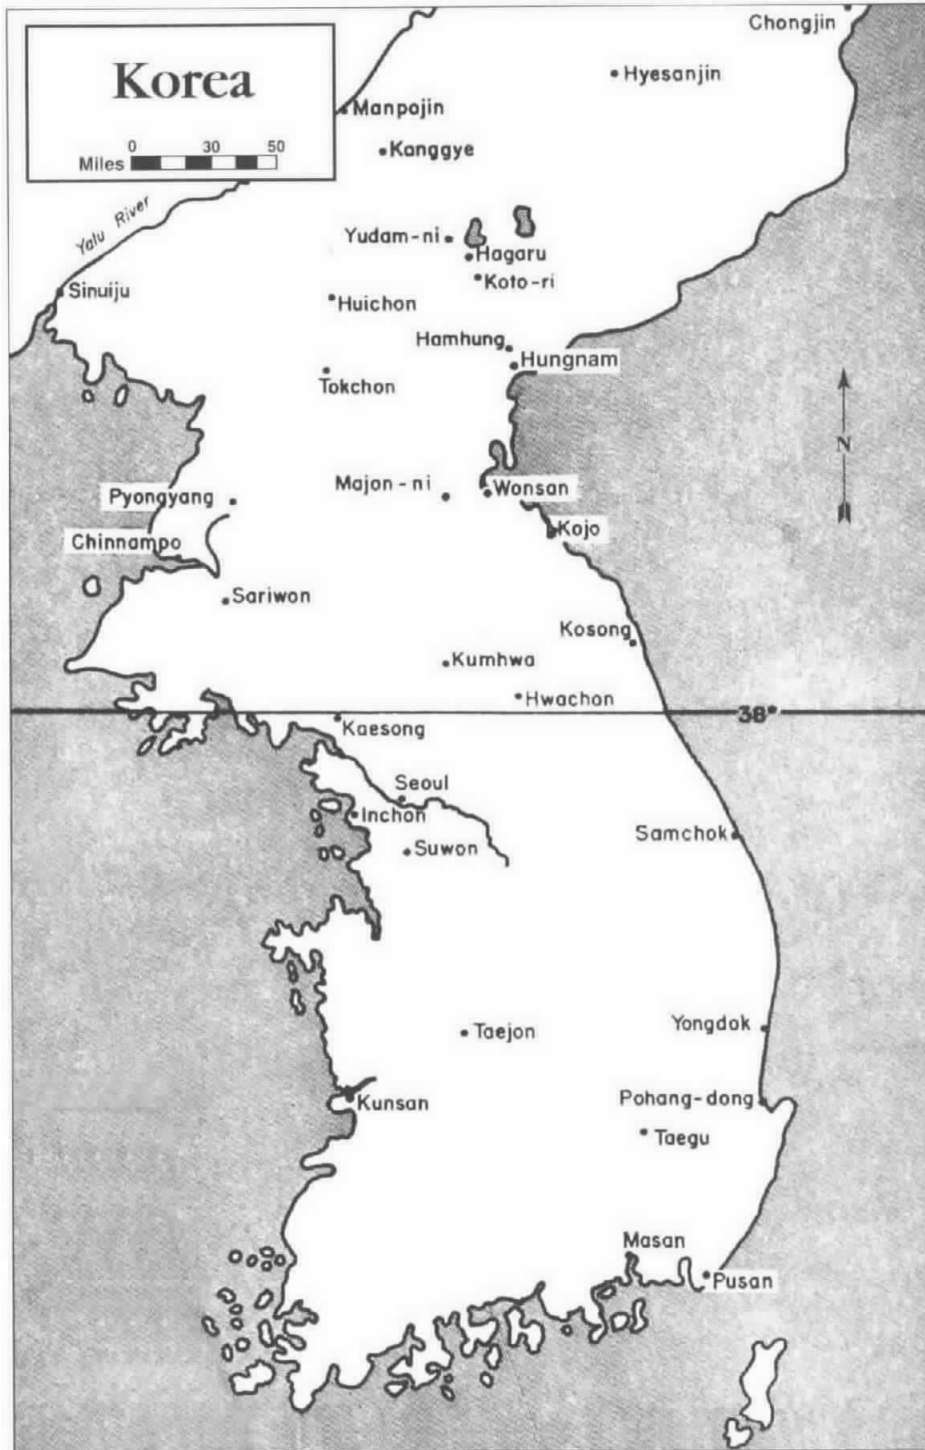 Korea
0 30 50
Miles
Chongjin
Hyesanjin
Manpojin
Kanggye
Yalu River
Yudam-ni
Hagaru
Koto-ri
Sinuiju
Huichon
Hamhung
Hungnam
Tokchon
N
Majon-ni
Wonsan
Pyongyang
Kojo
Chinnampo
Sariwon
Kosong
Kumhwa
Hwachon
38°
Kaesong
Seoul
Inchon
Samchok
Suwon
Taejon
Yongdok
Kunsan
Pohang-dong
Taegu
Masan
Pusan